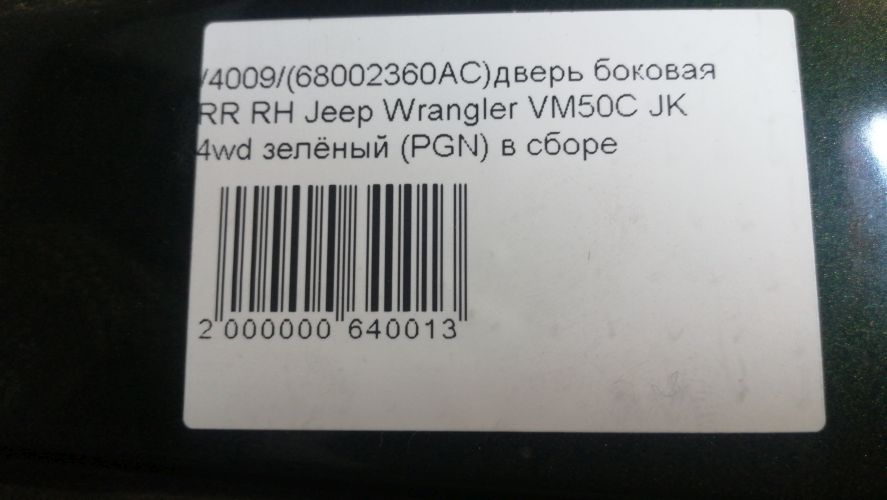 /4009/(68002360AC)дверь боковая
RR RH Jeep Wrangler VM50C JK
4wd зелёный (PGN) в сборе
2 000000 640013